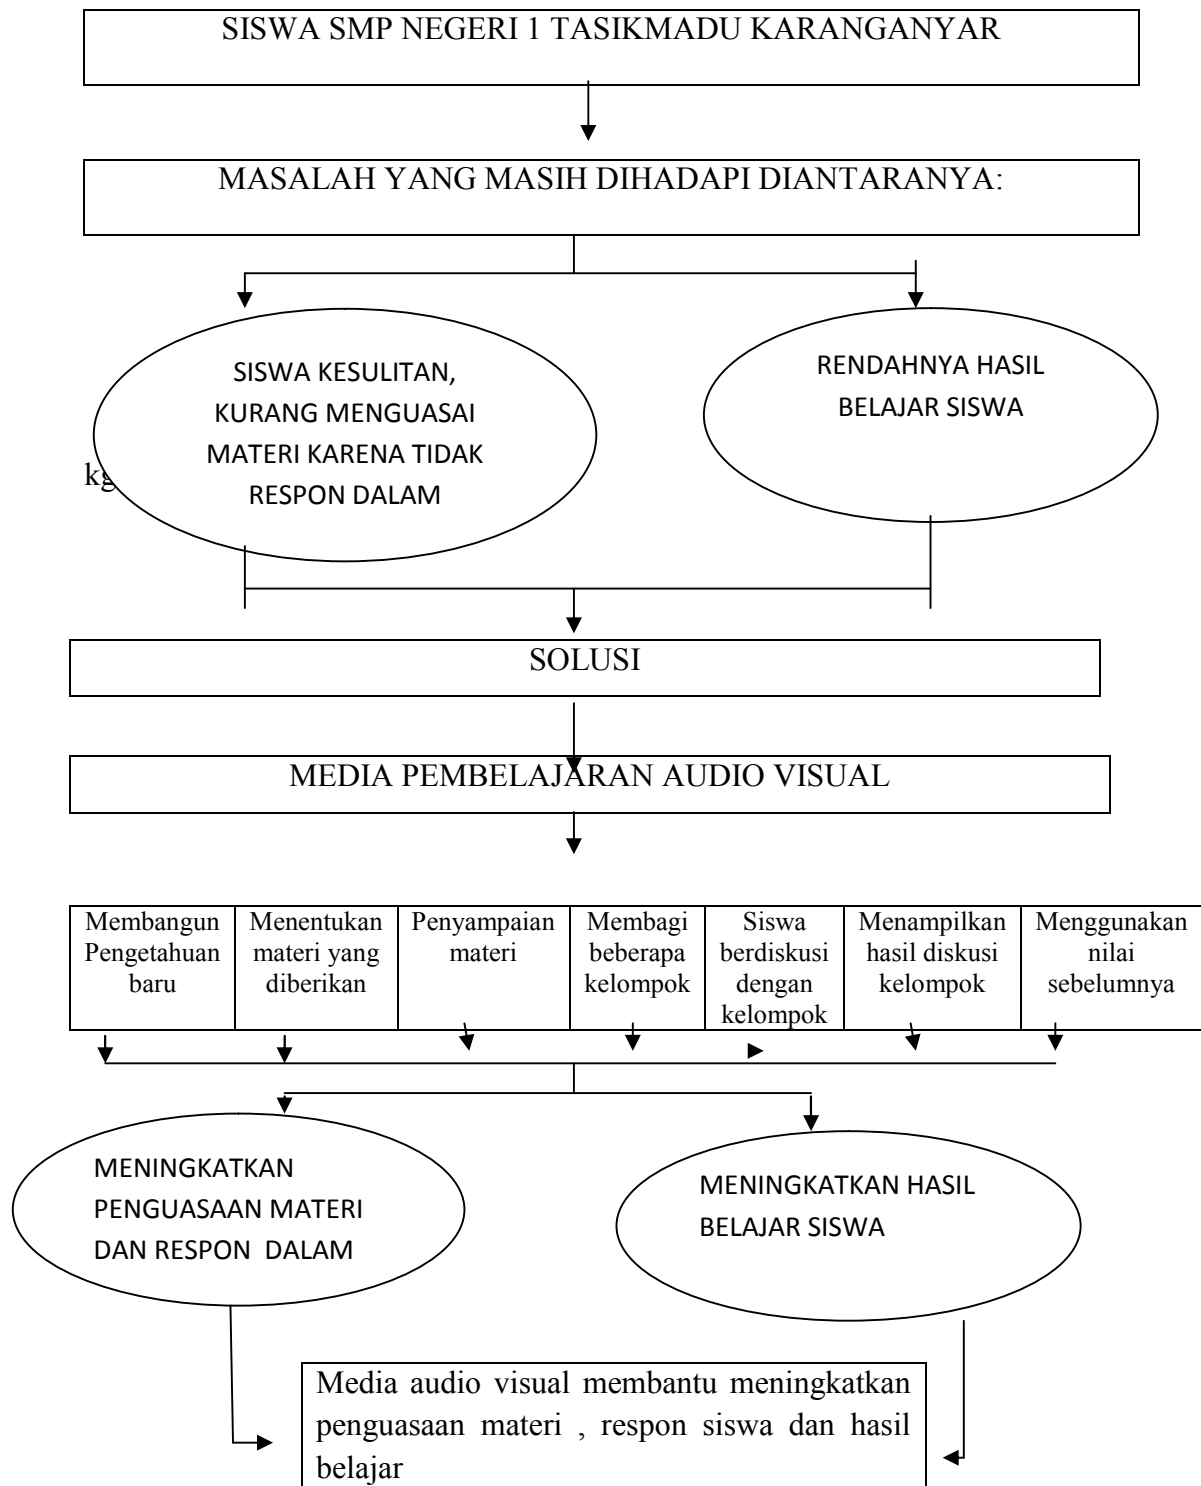 SISWA SMP NEGERI 1 TASIKMADU KARANGANYAR
MASALAH YANG MASIH DIHADAPI DIANTARANYA:
SISWA KESULITAN,
KURANG MENGUASAI
MATERI KARENA TIDAK
RESPON DALAM
RENDAHNYA HASIL
BELAJAR SISWA
kg
SOLUSI
MEDIA PEMBELAJARAN AUDIO VISUAL
Membangun
Pengetahuan
baru
Menentukan
materi yang
diberikan
Penyampaian
materi
Membagi
beberapa
kelompok
Siswa
berdiskusi
dengan
kelompok
Menampilkan
hasil diskusi
kelompok
Menggunakan
nilai
sebelumnya
MENINGKATKAN
PENGUASAAN MATERI
DAN RESPON DALAM
MENINGKATKAN HASIL
BELAJAR SISWA
Media audio visual membantu meningkatkan
penguasaan materi , respon siswa dan hasil
belajar